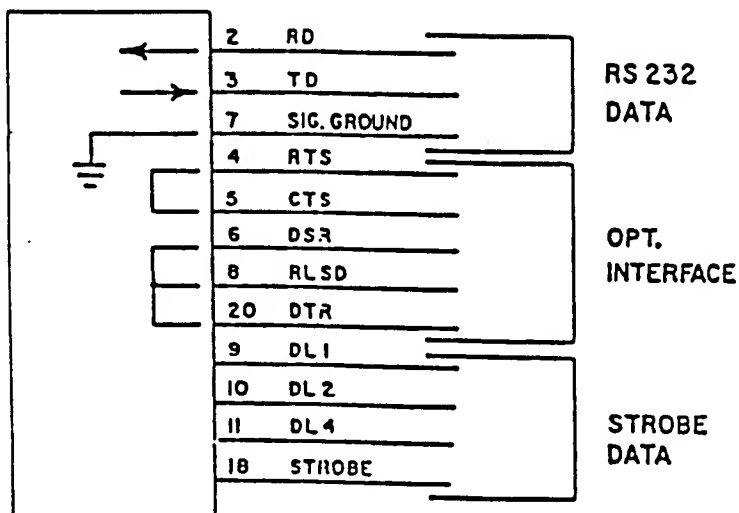 2 RD
3 TD
7 SIG. GROUND
4 RTS
5 CTS
6 DSR
8 RLSD
20 DTR
9 DL1
10 DL2
11 DL4
18 STROBE
RS 232
DATA
OPT.
INTERFACE
STROBE
DATA